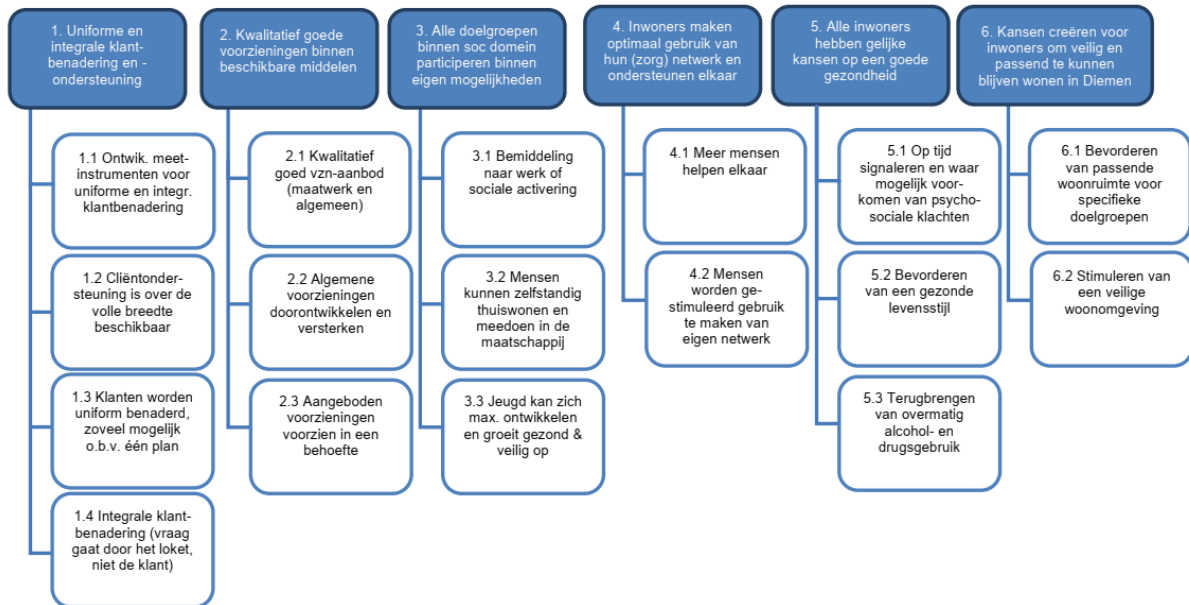 1. Uniforme en
integrale klant-
benadering en -
ondersteuning
2. Kwalitatief goede
voorzieningen binnen
beschikbare middelen
3. Alle doelgroepen
binnen soc domein
participeren binnen
eigen mogelijkheden
4. Inwoners maken
optimaal gebruik van
hun (zorg) netwerk en
ondersteunen elkaar
5. Alle inwoners
hebben gelijke
kansen op een goede
gezondheid
6. Kansen creëren voor
inwoners om veilig en
passend te kunnen
blijven wonen in Diemen
1.1 Ontwik. meet-
instrumenten voor
uniforme en integr.
klantbenadering
1.2 Cliëntonder-
steuning is over de
volle breedte
beschikbaar
1.3 Klanten worden
uniform benaderd,
zoveel mogelijk
o.b.v. één plan
1.4 Integrale klant-
benadering (vraag
gaat door het loket,
niet de klant)
2.1 Kwalitatief
goed vzn-aanbod
(maatwerk en
algemeen)
2.2 Algemene
voorzieningen
doorontwikkelen en
versterken
2.3 Aangeboden
voorzieningen
voorzien in een
behoefte
3.1 Bemiddeling
naar werk of
sociale activering
3.2 Mensen
kunnen zelfstandig
thuiswonen en
meedoen in de
maatschappij
3.3 Jeugd kan zich
max. ontwikkelen
en groeit gezond &
veilig op
4.1 Meer mensen
helpen elkaar
4.2 Mensen
worden ge-
stimuleerd gebruik
te maken van
eigen netwerk
5.1 Op tijd
signaleren en waar
mogelijk voor-
komen van psycho-
sociale klachten
5.2 Bevorderen
van een gezonde
levensstijl
5.3 Terugbrengen
van overmatig
alcohol- en
drugsgebruik
6.1 Bevorderen
van passende
woonruimte voor
specifieke
doelgroepen
6.2 Stimuleren van
een veilige
woonomgeving